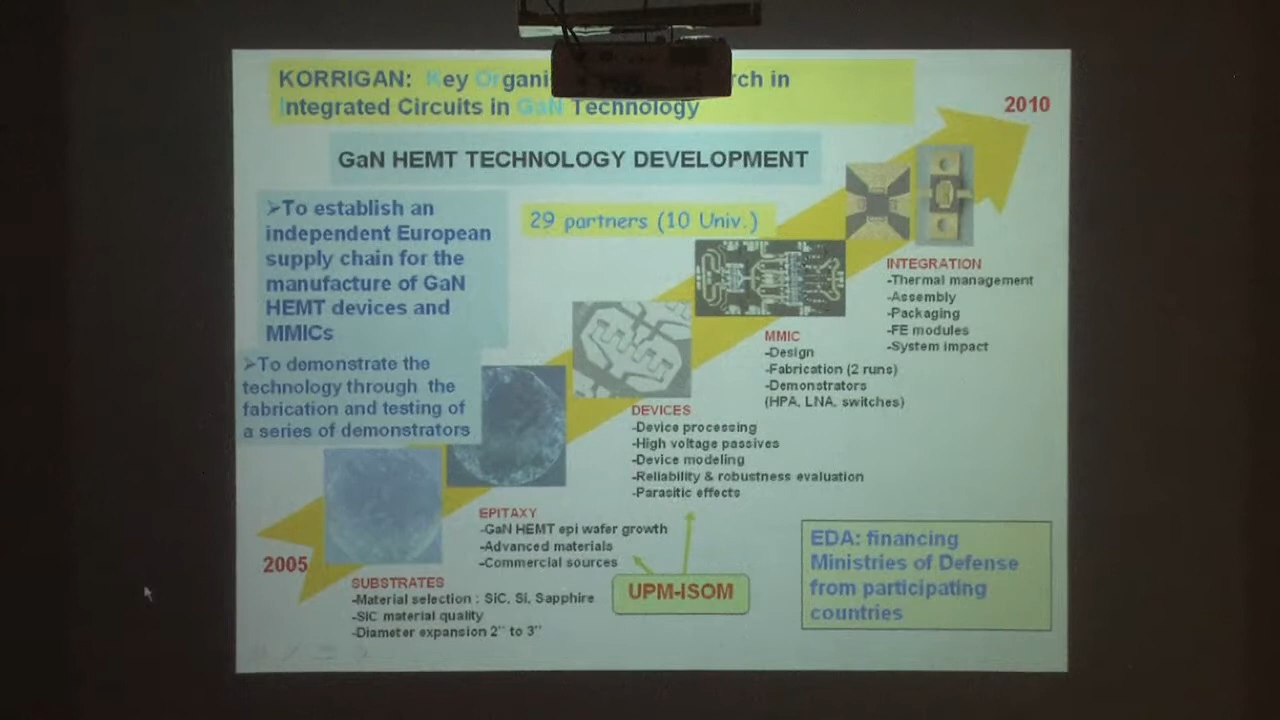 KORRIGAN: Key Organi rch in
Integrated Circuits in GaN Technology
2010
GaN HEMT TECHNOLOGY DEVELOPMENT
➢To establish an
independent European
supply chain for the
manufacture of GaN
HEMT devices and
MMICs
29 partners (10 Univ.)
➢To demonstrate the
technology through the
fabrication and testing of
a series of demonstrators
INTEGRATION
-Thermal management
-Assembly
-Packaging
-FE modules
-System impact
MMIC
-Design
-Fabrication (2 runs)
-Demonstrators
(HPA, LNA, switches)
DEVICES
-Device processing
-High voltage passives
-Device modeling
-Reliability & robustness evaluation
-Parasitic effects
EPITAXY
-GaN HEMT epi wafer growth
-Advanced materials
-Commercial sources
2005
SUBSTRATES
-Material selection : SiC, Si, Sapphire
-SiC material quality
-Diameter expansion 2" to 3"
UPM-ISOM
EDA: financing
Ministries of Defense
from participating
countries